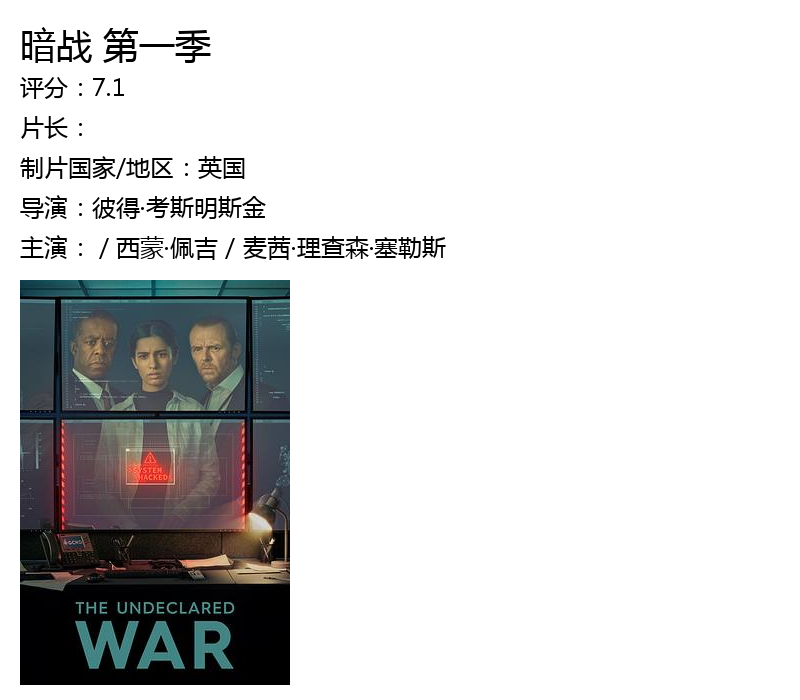 暗战 第一季
评分：7.1
片长：
制片国家/地区：英国
导演：彼得·考斯明斯金
主演： / 西蒙·佩吉 / 麦茜·理查森·塞勒斯
SYSTEM
HACKED
THE UNDECLARED
WAR